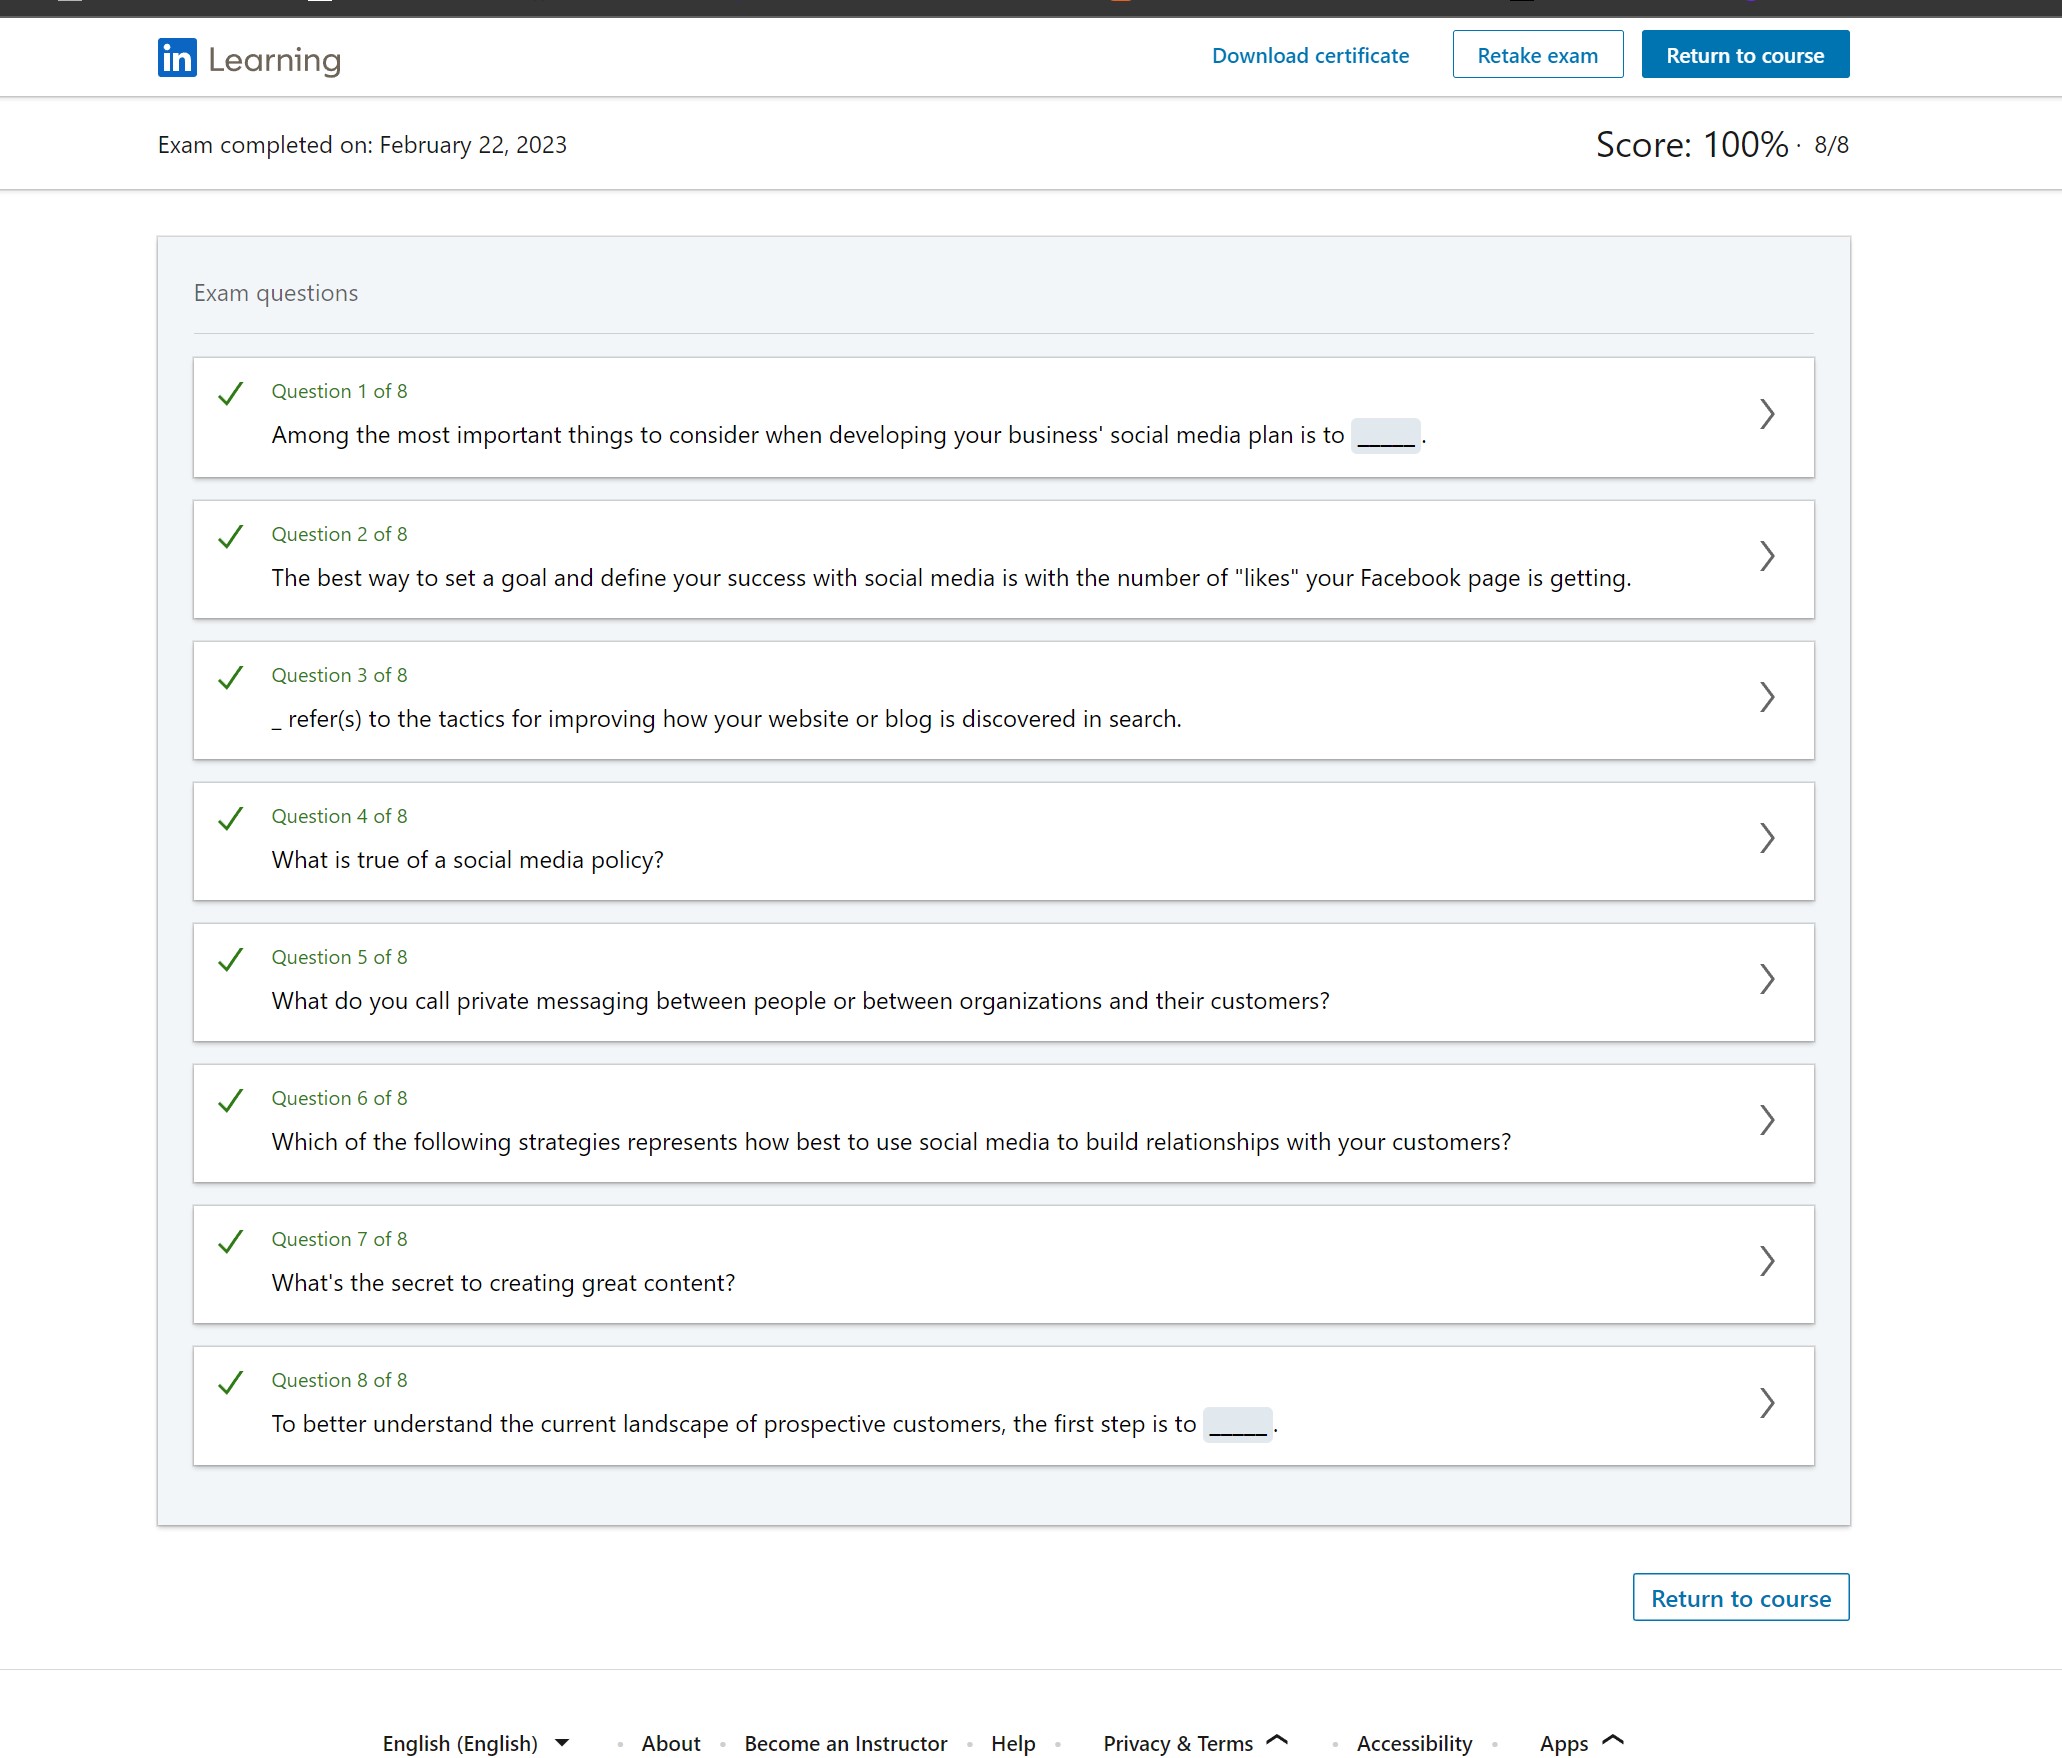 in Learning
Download certificate
Retake exam
Return to course
Exam completed on: February 22, 2023
Score: 100% · 8/8
Exam questions
Question 1 of 8
Among the most important things to consider when developing your business' social media plan is to _____.
Question 2 of 8
The best way to set a goal and define your success with social media is with the number of "likes" your Facebook page is getting.
Question 3 of 8
_ refer(s) to the tactics for improving how your website or blog is discovered in search.
Question 4 of 8
What is true of a social media policy?
Question 5 of 8
What do you call private messaging between people or between organizations and their customers?
Question 6 of 8
Which of the following strategies represents how best to use social media to build relationships with your customers?
Question 7 of 8
What's the secret to creating great content?
Question 8 of 8
To better understand the current landscape of prospective customers, the first step is to _____.
Return to course
English (English) • About • Become an Instructor • Help • Privacy & Terms • Accessibility • Apps